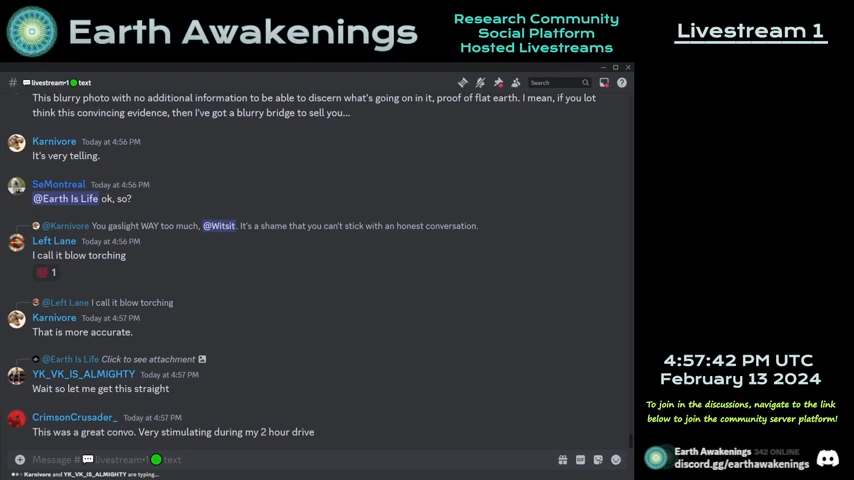 Earth Awakenings
Research Community
Social Platform
Hosted Livestreams
Livestream 1
# livestream•1 text
Search
This blurry photo with no additional information to be able to discern what's going on in it, proof of flat earth. I mean, if you lot
think this convincing evidence, then I've got a blurry bridge to sell you...
Karnivore Today at 4:56 PM
It's very telling.
SeMontreal Today at 4:56 PM
@Earth Is Life ok, so?
@Karnivore You gaslight WAY too much, @Witsit. It's a shame that you can't stick with an honest conversation.
Left Lane Today at 4:56 PM
I call it blow torching
1
@Left Lane I call it blow torching
Karnivore Today at 4:57 PM
That is more accurate.
@Earth Is Life Click to see attachment
YK_VK_IS_ALMIGHTY Today at 4:57 PM
Wait so let me get this straight
CrimsonCrusader_ Today at 4:57 PM
This was a great convo. Very stimulating during my 2 hour drive
Message # livestream•1 text
Karnivore and YK_VK_IS_ALMIGHTY are typing...
4:57:42 PM UTC
February 13 2024
To join in the discussions, navigate to the link
below to join the community server platform!
Earth Awakenings 342 ONLINE
discord.gg/earthawakenings